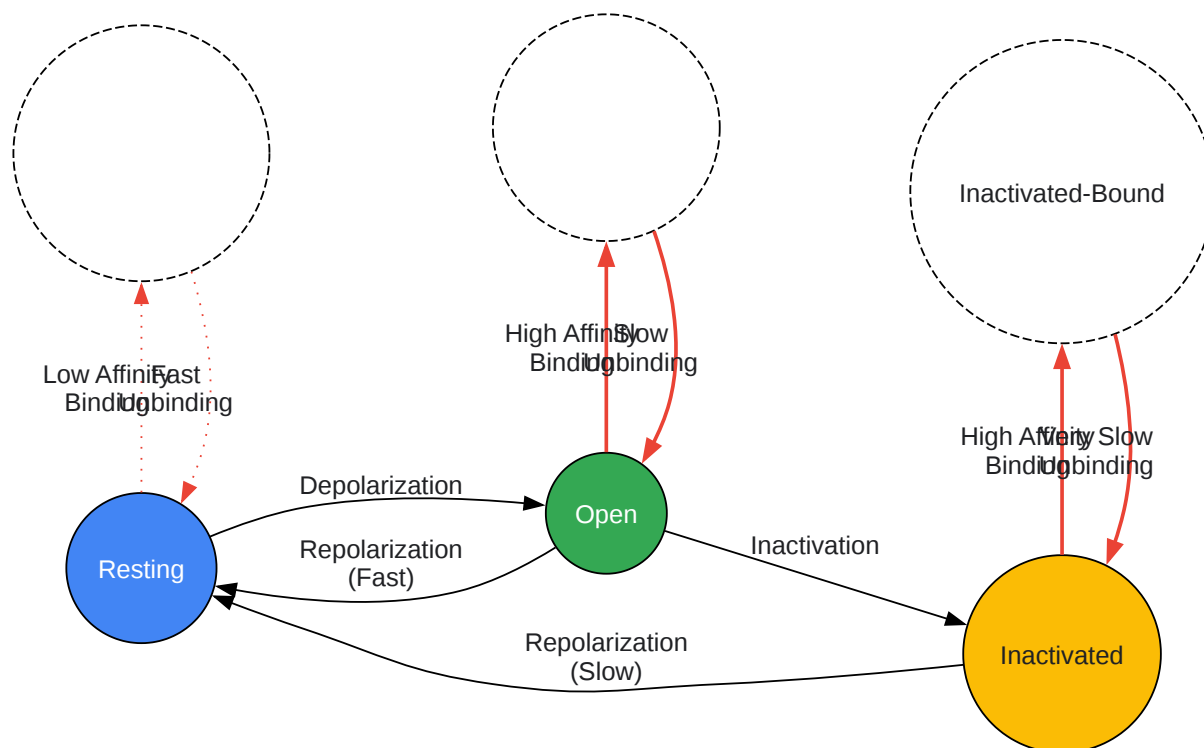 Inactivated-Bound
High Affinity
Binding
Slow
Unbinding
Low Affinity
Binding
Fast
Unbinding
High Affinity
Binding
Very Slow
Unbinding
Depolarization
Open
Repolarization
(Fast)
Inactivation
Resting
Repolarization
(Slow)
Inactivated